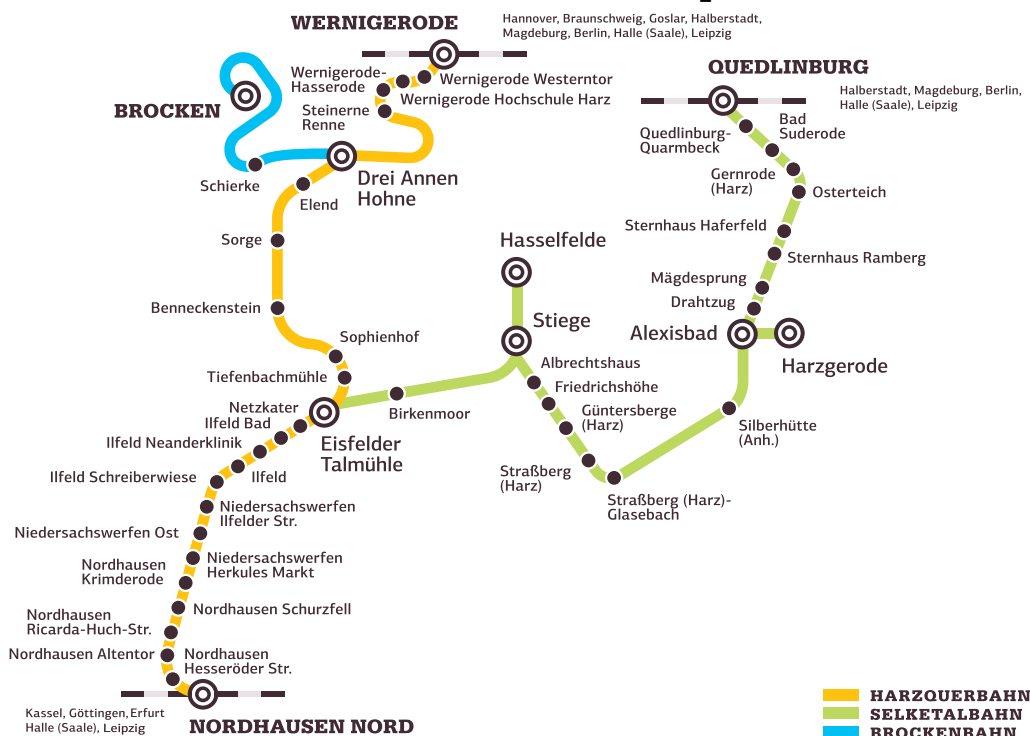 WERNIGERODE
Hannover, Braunschweig, Goslar, Halberstadt,
Magdeburg, Berlin, Halle (Saale), Leipzig
Wernigerode-
Hasserode
Wernigerode Westerntor
Wernigerode Hochschule Harz
Steinerne
Renne
BROCKEN
Schierke
Drei Annen
Hohne
Elend
Sorge
Benneckenstein
Sophienhof
Tiefenbachmühle
QUEDLINBURG
Halberstadt, Magdeburg, Berlin,
Halle (Saale), Leipzig
Quedlinburg-
Quarmbeck
Bad
Suderode
Gernrode
(Harz)
Osterteich
Sternhaus Haferfeld
Sternhaus Ramberg
Mägdesprung
Drahtzug
Alexisbad
Harzgerode
Hasselfelde
Stiege
Albrechtshaus
Friedrichshöhe
Güntersberge
(Harz)
Birkenmoor
Silberhütte
(Anh.)
Straßberg
(Harz)
Straßberg (Harz)-
Glasebach
Netzkater
Ilfeld Bad
Eisfelder
Talmühle
Ilfeld Neanderklinik
Ilfeld
Ilfeld Schreiberwiese
Niedersachswerfen
Ilfelder Str.
Niedersachswerfen Ost
Niedersachswerfen
Herkules Markt
Nordhausen
Krimderode
Nordhausen Schurzfell
Nordhausen
Ricarda-Huch-Str.
Nordhausen Altentor
Nordhausen
Hesseröder Str.
Kassel, Göttingen, Erfurt
Halle (Saale), Leipzig
NORDHAUSEN NORD
HARZQUERBAHN
SELKETALBAHN
BROCKENBAHN